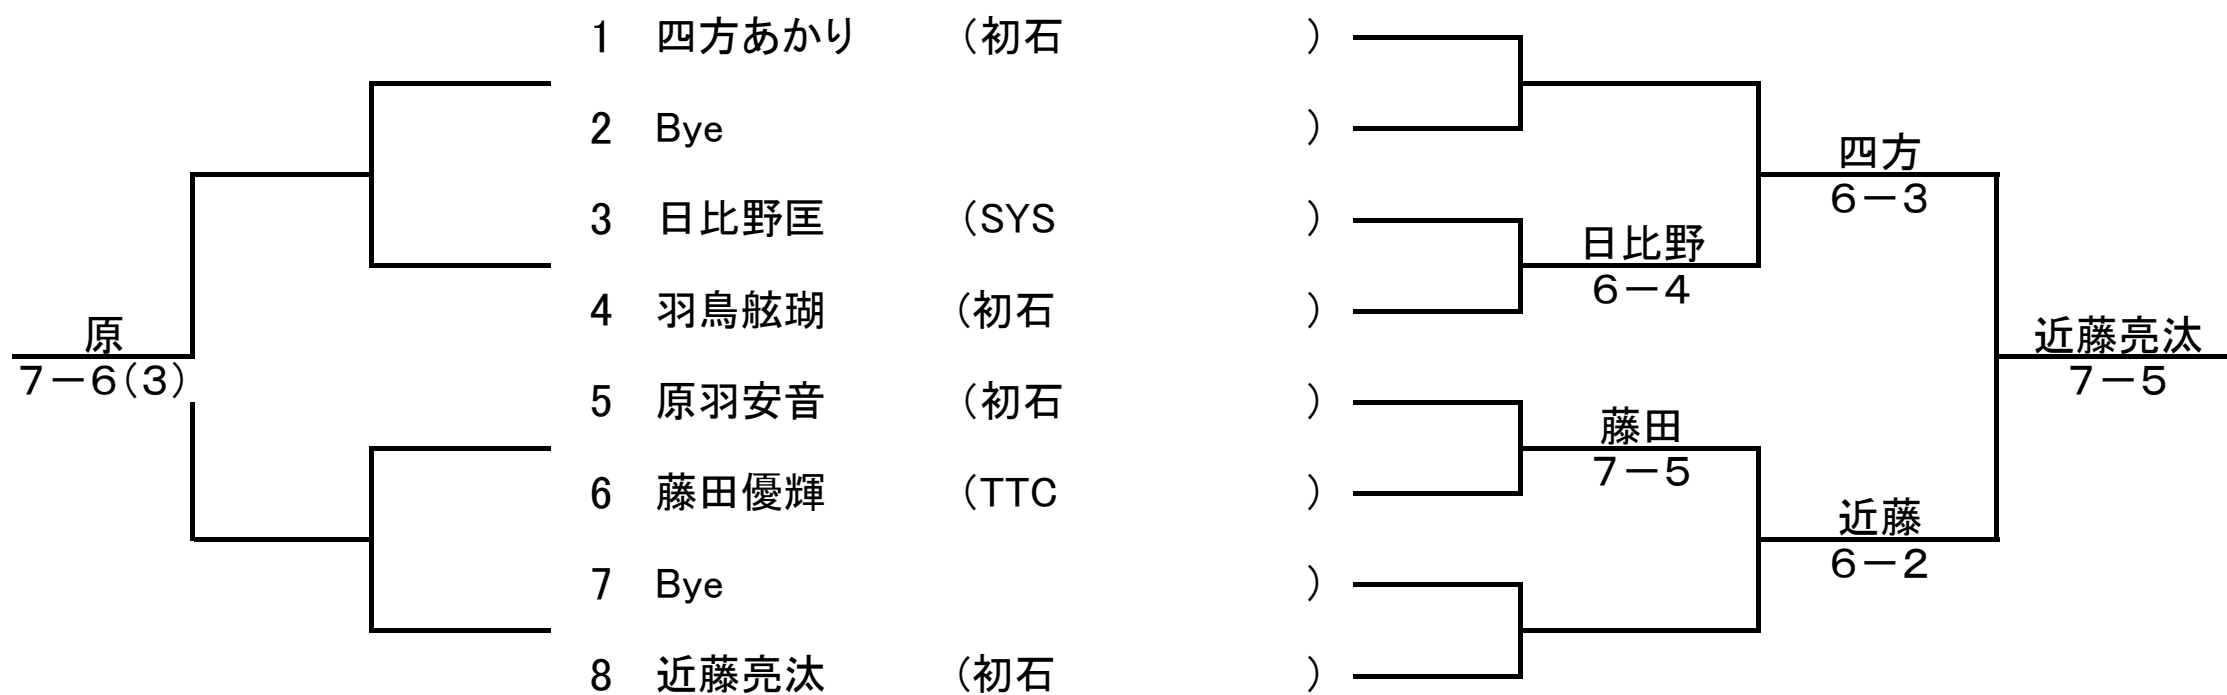 1 四方あかり (初石 )
2 Bye )
四方
6-3
3 日比野匡 (SYS )
日比野
6-4
4 羽鳥舷瑚 (初石 )
原
7-6(3)
近藤亮汰
7-5
5 原羽安音 (初石 )
藤田
7-5
6 藤田優輝 (TTC )
近藤
6-2
7 Bye )
8 近藤亮汰 (初石 )